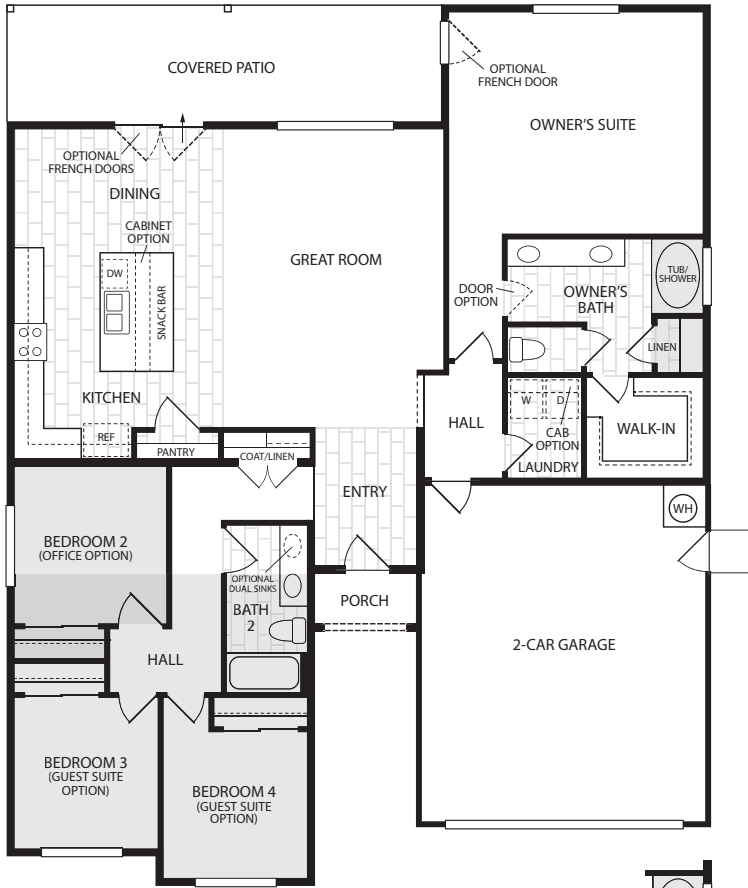 COVERED PATIO
OPTIONAL
FRENCH DOOR
OWNER'S SUITE
OPTIONAL
FRENCH DOORS
DINING
CABINET
OPTION
DW
SNACK BAR
GREAT ROOM
DOOR
OPTION
OWNER'S
BATH
TUB/
SHOWER
LINEN
KITCHEN
REF
PANTRY
COAT/LINEN
HALL
W
D
CAB
OPTION
LAUNDRY
WALK-IN
ENTRY
WH
BEDROOM 2
(OFFICE OPTION)
OPTIONAL
DUAL SINKS
BATH
2
PORCH
HALL
2-CAR GARAGE
BEDROOM 3
(GUEST SUITE
OPTION)
BEDROOM 4
(GUEST SUITE
OPTION)